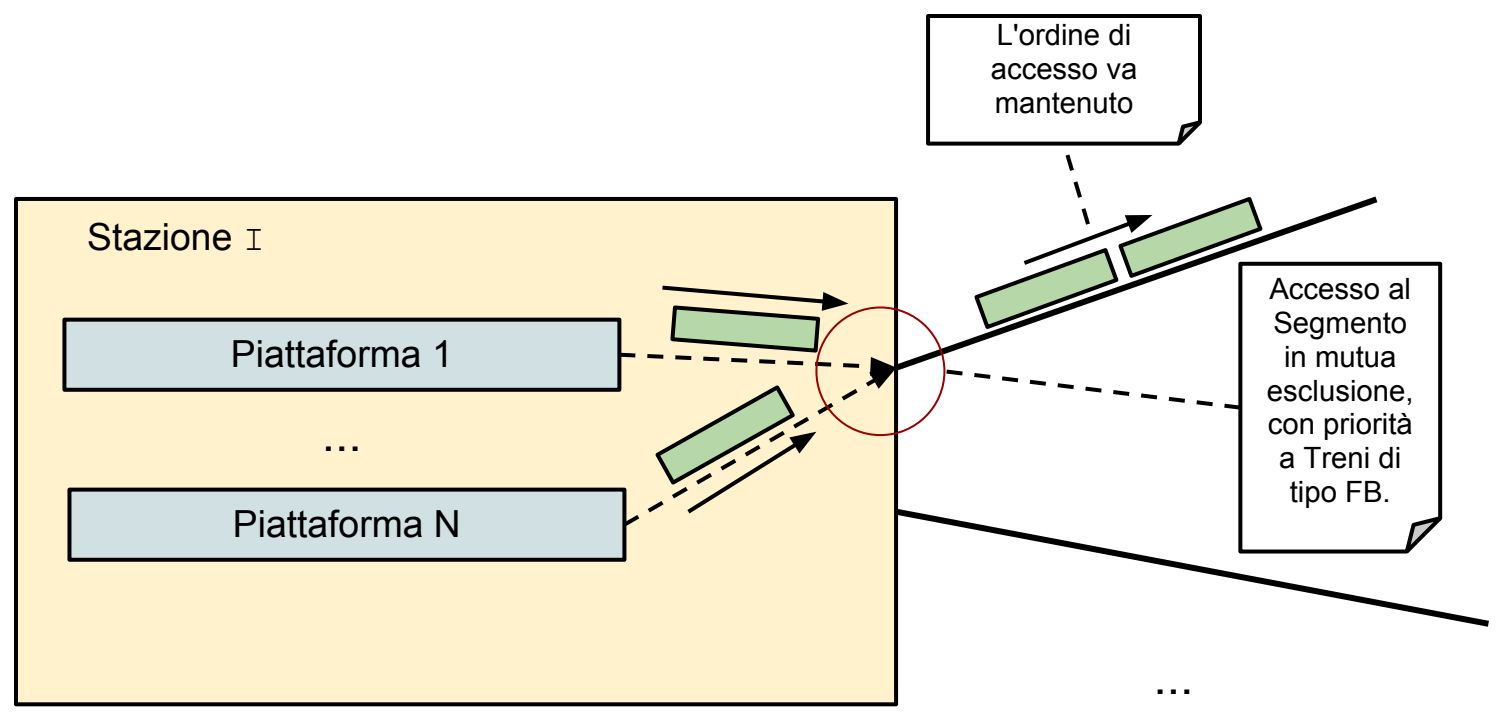 L'ordine di
accesso va
mantenuto
Stazione I
Piattaforma 1
...
Piattaforma N
Accesso al
Segmento
in mutua
esclusione,
con priorità
a Treni di
tipo FB.
...